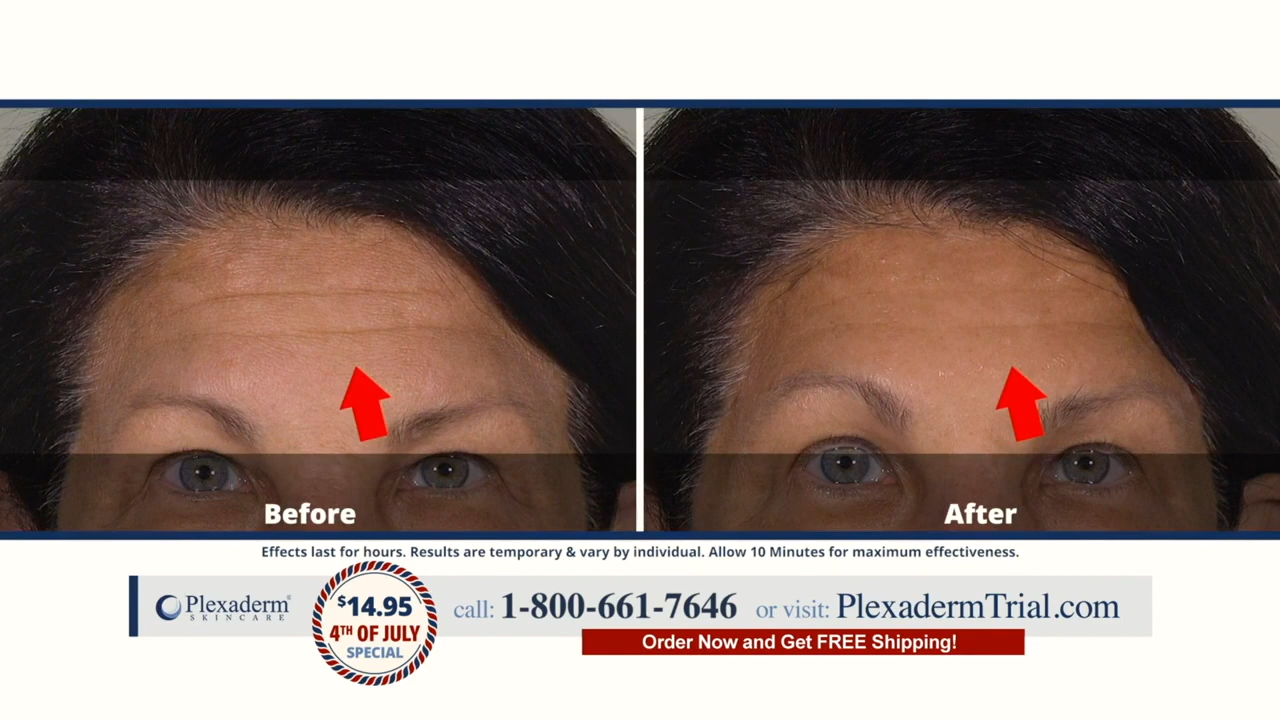 Before
After
Effects last for hours. Results are temporary & vary by individual. Allow 10 Minutes for maximum effectiveness.
Plexaderm®
SKINCARE
$14.95
4TH OF JULY
SPECIAL
call: 1-800-661-7646 or visit: PlexadermTrial.com
Order Now and Get FREE Shipping!